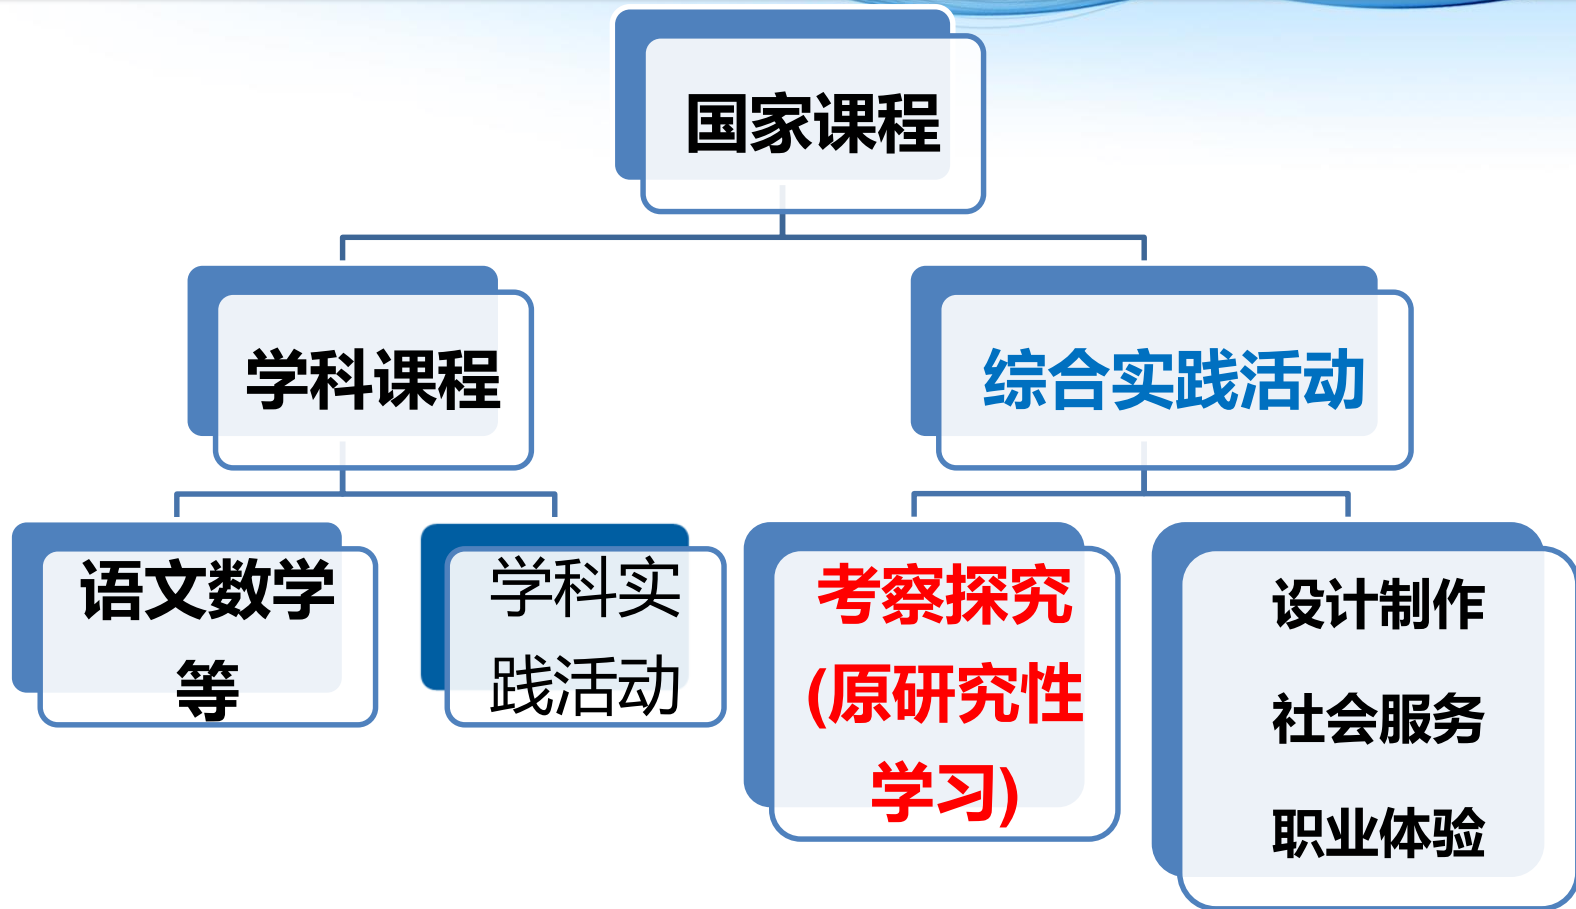 国家课程
学科课程
综合实践活动
语文数学
等
学科实
践活动
考察探究
(原研究性
学习)
设计制作
社会服务
职业体验